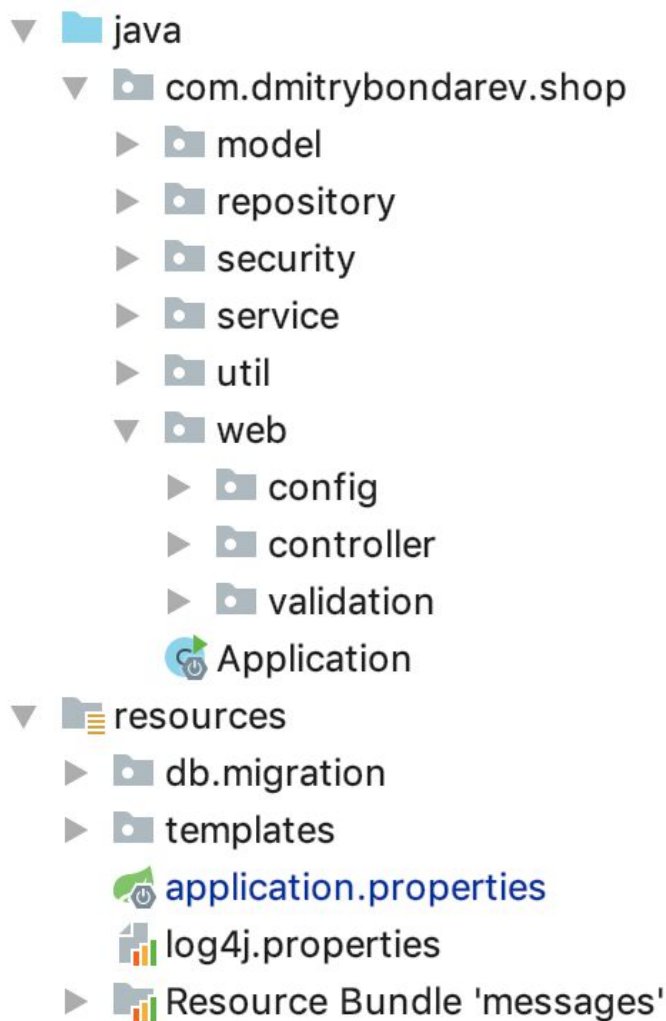 java
com.dmitrybondarev.shop
model
repository
security
service
util
web
config
controller
validation
Application
resources
db.migration
templates
application.properties
log4j.properties
Resource Bundle 'messages'